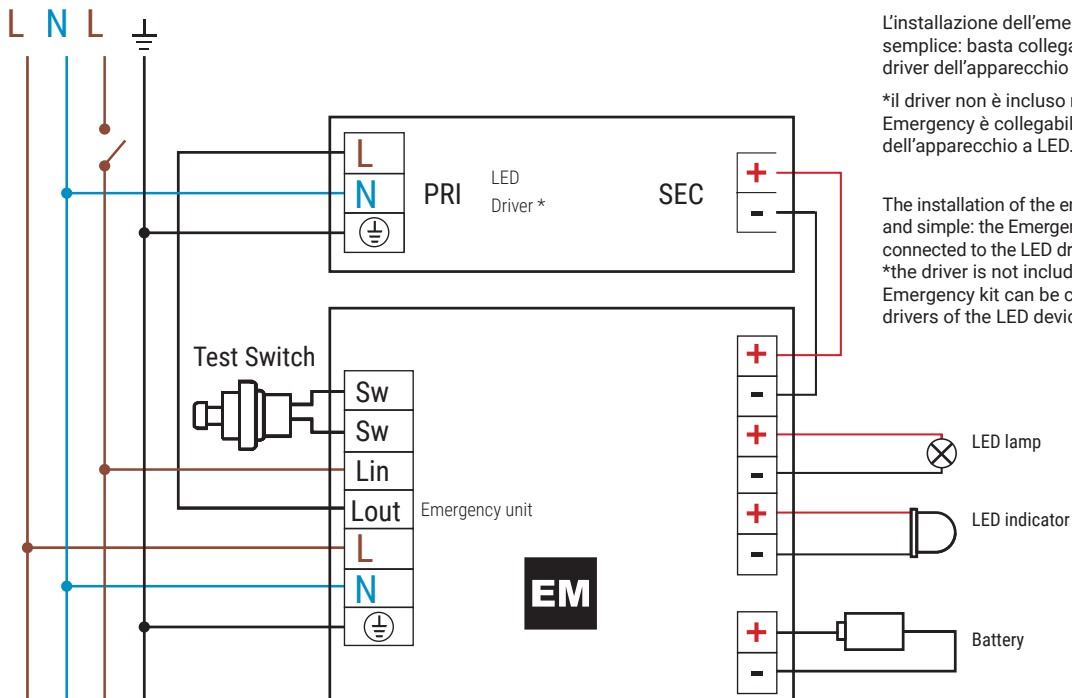 L N L
L'installazione dell'eme
semplice: basta collega
driver dell'apparecchio
*il driver non è incluso
Emergency è collegabil
dell'apparecchio a LED.
The installation of the e
and simple: the Emerge
connected to the LED dr
*the driver is not includ
Emergency kit can be c
drivers of the LED devic
L
N
PRI
LED
Driver *
SEC
+
-
Test Switch
Sw
Sw
Lin
Lout
L
N
Emergency unit
EM
+
-
+
-
+
-
+
-
LED lamp
LED indicator
Battery